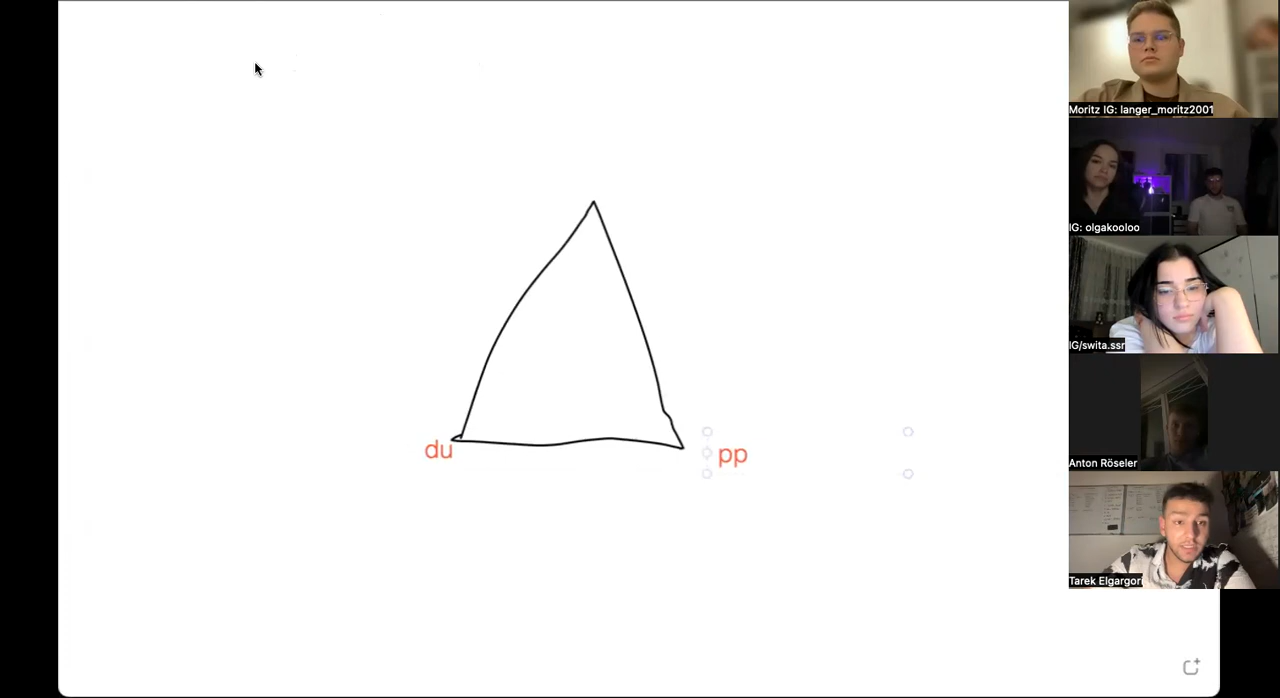 Moritz IG: langer_moritz2001
IG: olgakooloo
IG/swita.ssr
du
pp
Anton Röseler
Tarek Elgargori